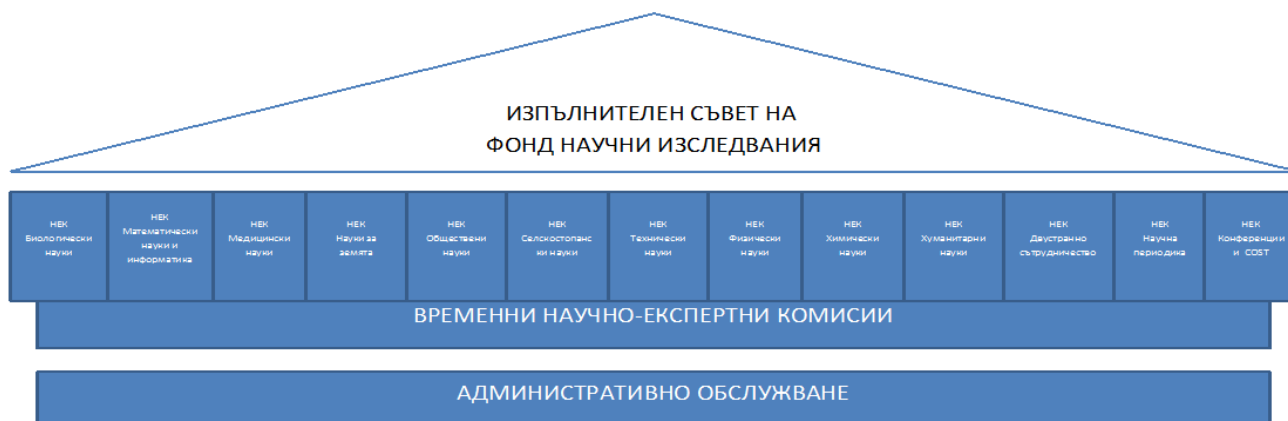 ИЗПЪЛНИТЕЛЕН СЪВЕТ НА
ФОНД НАУЧНИ ИЗСЛЕДВАНИЯ
НЕК
Биологически
науки
НЕК
Математически
науки и
информатика
НЕК
Медицински
науки
НЕК
Науки за
земята
НЕК
Обществени
науки
НЕК
Селскостопанс
ки науки
НЕК
Технически
науки
НЕК
Физически
науки
НЕК
Химически
науки
НЕК
Хуманитарни
науки
НЕК
Двустранно
сътрудничество
НЕК
Научна
периодика
НЕК
Конференции
и COST
ВРЕМЕННИ НАУЧНО-ЕКСПЕРТНИ КОМИСИИ
АДМИНИСТРАТИВНО ОБСЛУЖВАНЕ